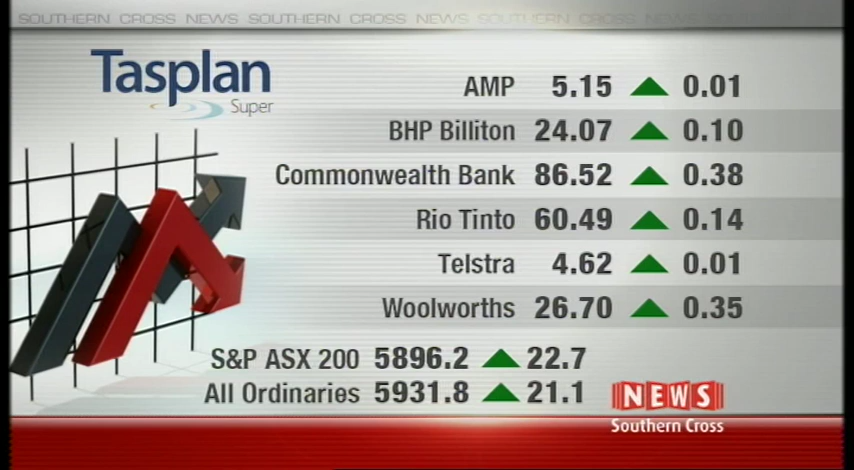 SOUTHERN CROSS NEWS SOUTHERN CROSS NEWS SOUTHERN CROSS NEWS SOUTHERN CROSS
Tasplan
Super
AMP 5.15 ▲ 0.01
BHP Billiton 24.07 ▲ 0.10
Commonwealth Bank 86.52 ▲ 0.38
Rio Tinto 60.49 ▲ 0.14
Telstra 4.62 ▲ 0.01
Woolworths 26.70 ▲ 0.35
S&P ASX 200 5896.2 ▲ 22.7
All Ordinaries 5931.8 ▲ 21.1
NEWS
Southern Cross